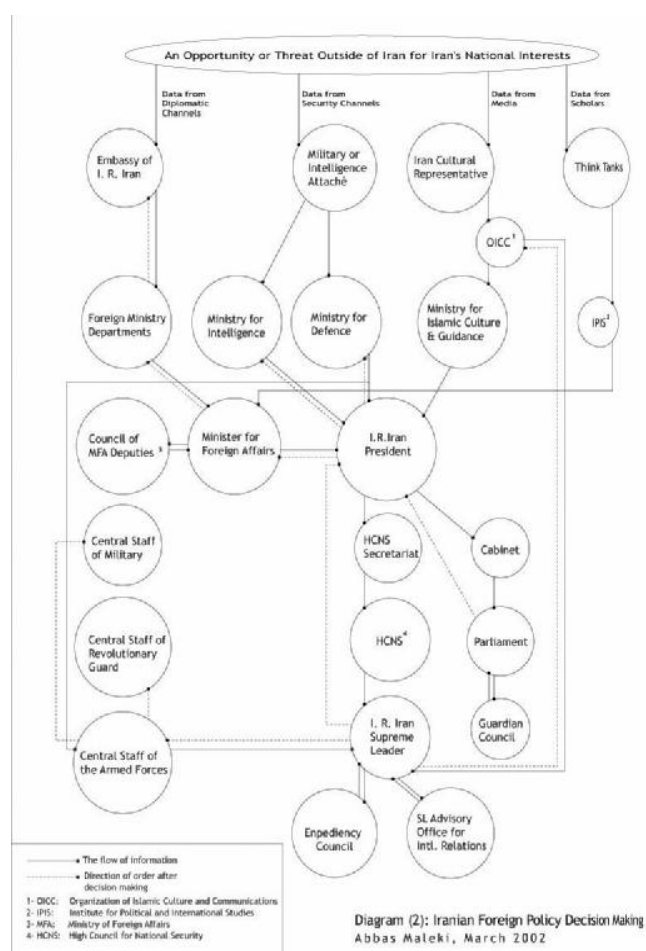 An Opportunity or Threat Outside of Iran for Iran's National Interests
Data from
Diplomatic
Channels
Data from
Security Channels
Data from
Media
Data from
Scholars
Embassy of
I. R. Iran
Military or
Intelligence
Attaché
Iran Cultural
Representative
Think Tanks
OICC 1
Foreign Ministry
Departments
Ministry for
Intelligence
Ministry for
Defence
Ministry for
Islamic Culture
& Guidance
IPIS 2
Council of
MFA Deputies 3
Minister for
Foreign Affairs
I.R.Iran
President
Central Staff
of Military
HCNS
Secretariat
Cabinet
Central Staff of
Revolutionary
Guard
HCNS 4
Partiament
Central Staff of
the Armed Forces
I. R. Iran
Supreme
Leader
Guardian
Council
Enpediency
Council
SL Advisory
Office for
Intl. Relations
The flow of information
Direction of order after
decision making
1- OICC: Organization of Islamic Culture and Communications
2- IPIS: Institute for Political and International Studies
3- MFA: Ministry of Foreign Affairs
4- HCNS: High Council for National Security
Diagram (2): Iranian Foreign Policy Decision Making
Abbas Maleki, March 2002